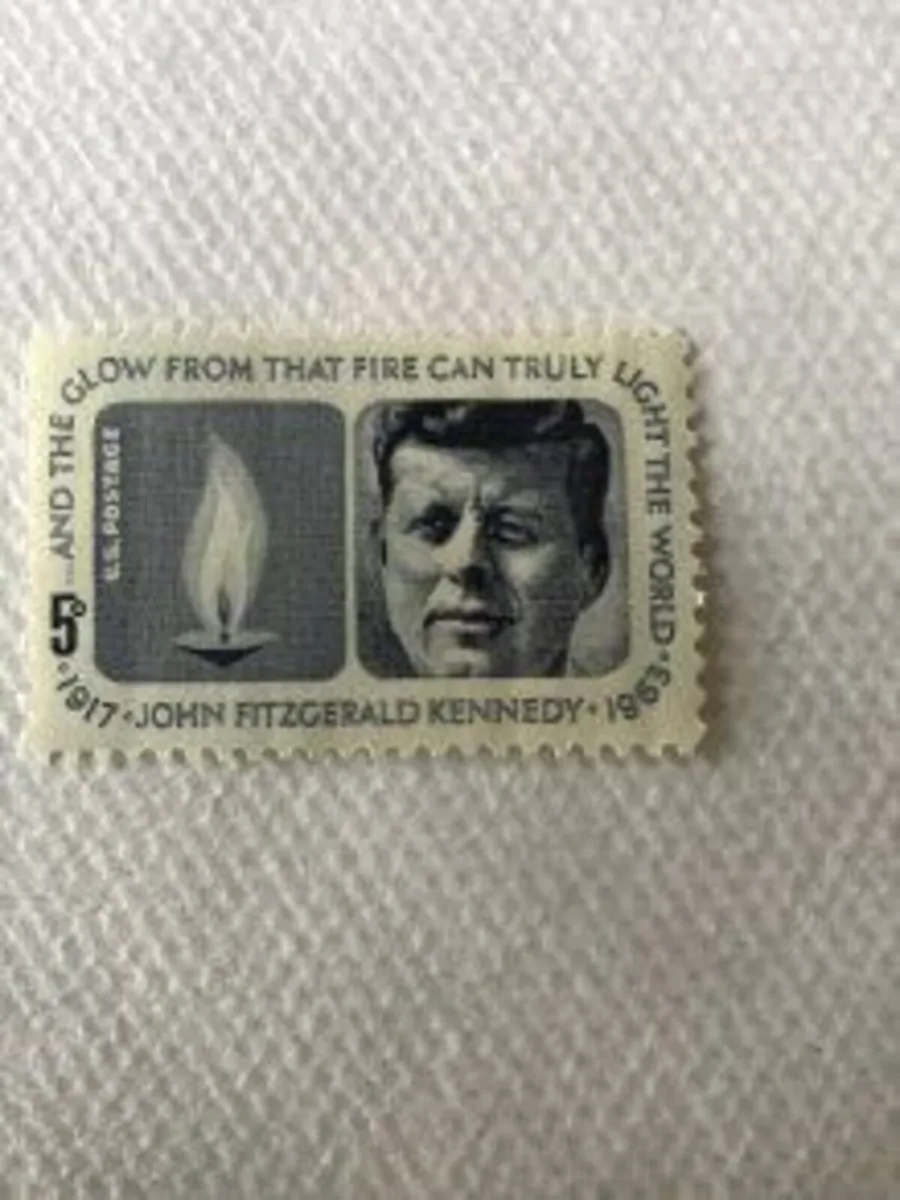 ...AND THE GLOW FROM THAT FIRE CAN TRULY LIGHT THE WORLD
U.S. POSTAGE
5¢
1917 • JOHN FITZGERALD KENNEDY • 1963